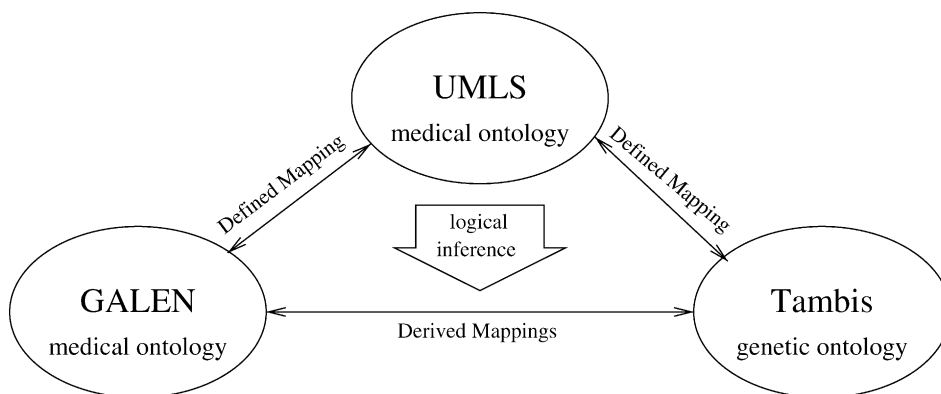 UMLS
medical ontology
Defined Mapping
Defined Mapping
logical
inference
GALEN
medical ontology
Derived Mappings
Tambis
genetic ontology